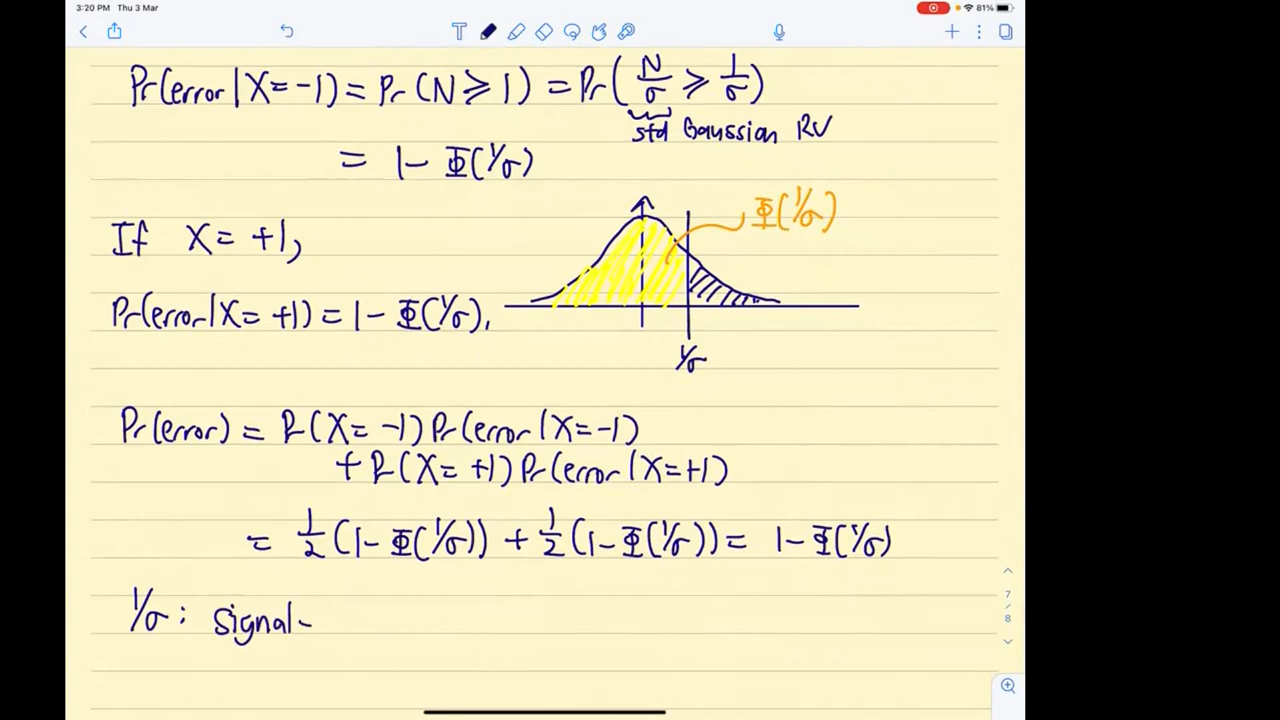 3:20 PM Thu 3 Mar
81%
Pr(error|X=-1) = Pr(N ≥ 1) = Pr(N/σ ≥ 1/σ)
std Gaussian RV
= 1 - Φ(1/σ)
Φ(1/σ)
If X = +1,
Pr(error|X=+1) = 1 - Φ(1/σ).
1/σ
Pr(error) = Pr(X=-1) Pr(error|X=-1)
+ Pr(X=+1) Pr(error|X=+1)
= 1/2 (1-Φ(1/σ)) + 1/2 (1-Φ(1/σ)) = 1-Φ(1/σ)
1/σ: Signal-
7
/
8